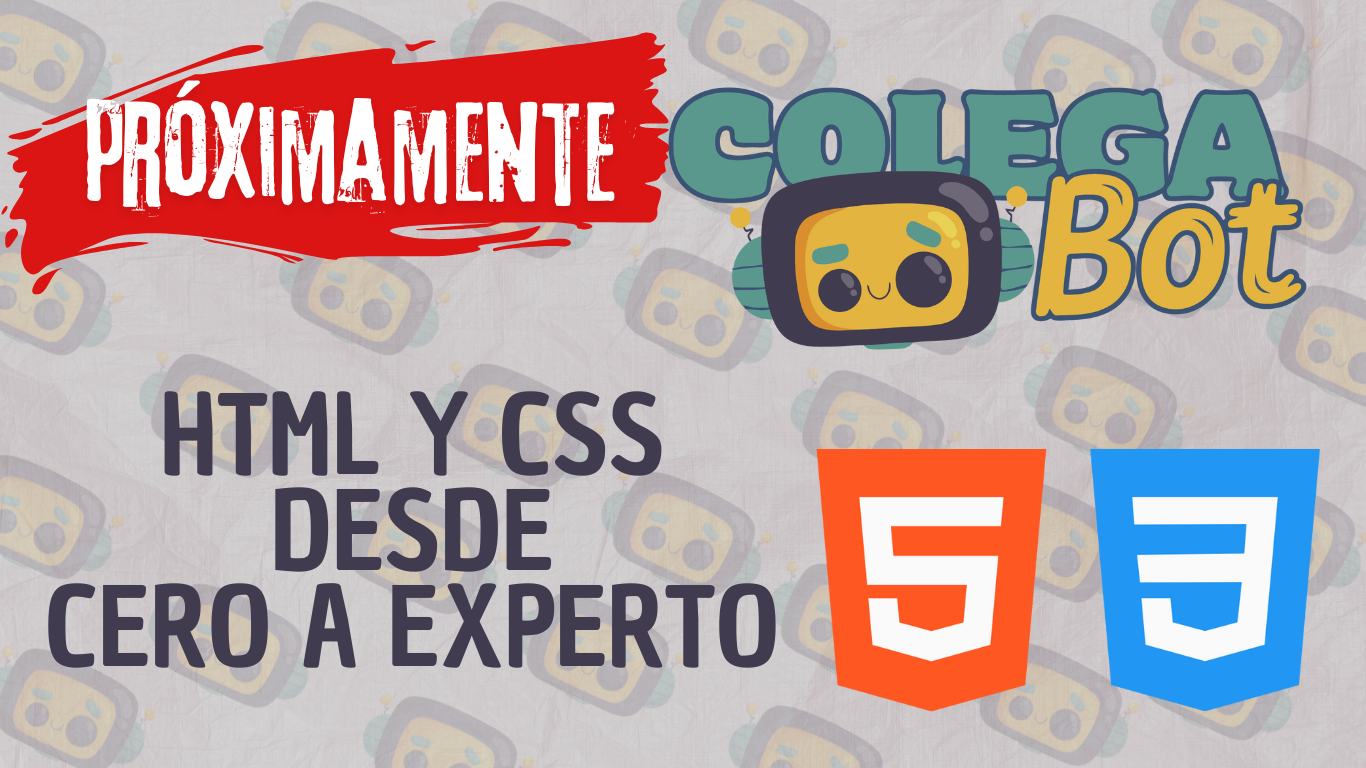 PRÓXIMAMENTE
COLEGA
Bot
HTML Y CSS
DESDE
CERO A EXPERTO
5
3